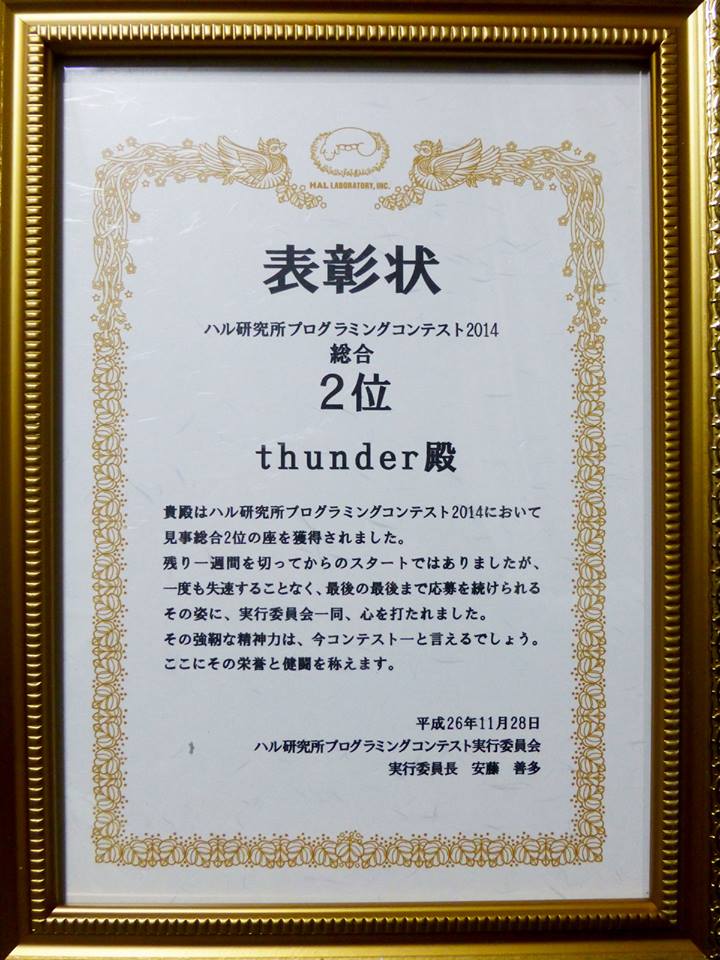 HAL LABORATORY, INC.
表彰状
ハル研究所プログラミングコンテスト2014
総合
2位
thunder殿
貴殿はハル研究所プログラミングコンテスト2014において
見事総合2位の座を獲得されました。
残り一週間を切ってからのスタートではありましたが、
一度も失速することなく、最後の最後まで応募を続けられる
その姿に、実行委員会一同、心を打たれました。
その強靭な精神力は、今コンテスト一と言えるでしょう。
ここにその栄誉と健闘を称えます。
平成26年11月28日
ハル研究所プログラミングコンテスト実行委員会
実行委員長 安藤 善多